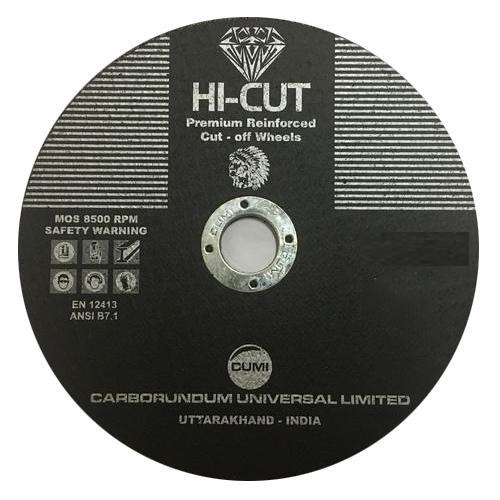 HI-CUT
Premium Reinforced
Cut - off Wheels
MOS 8500 RPM
SAFETY WARNING
EN 12413
ANSI B7.1
CUMI
CUMI
CUMI
CARBORUNDUM UNIVERSAL LIMITED
UTTARAKHAND - INDIA